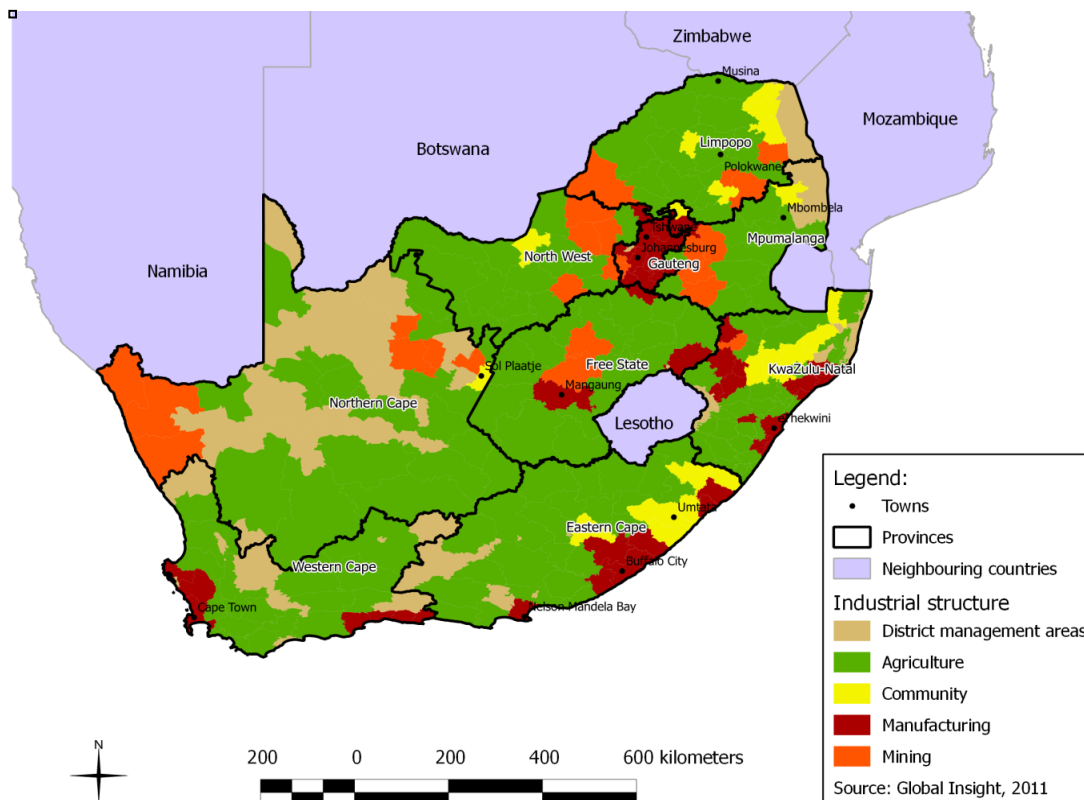 Zimbabwe
Musina
Mozambique
Botswana
Limpopo
Polokwane
Mbombela
Tshwane
Mpumalanga
Johannesburg
North West
Gauteng
Namibia
Sol Plaatje
Free State
KwaZulu-Natal
Mangaung
Northern Cape
Lesotho
eThekwini
Umtata
Eastern Cape
Western Cape
Buffalo City
Nelson Mandela Bay
Cape Town
Legend:
Towns
Provinces
Neighbouring countries
Industrial structure
District management areas
Agriculture
Community
Manufacturing
Mining
Source: Global Insight, 2011
N
200 0 200 400 600 kilometers